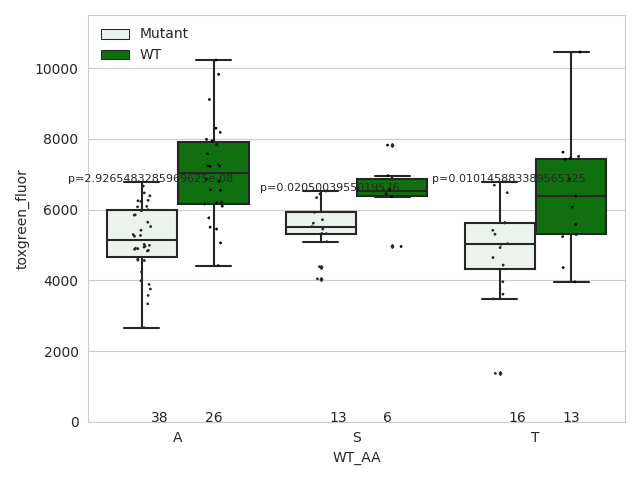 Mutant
WT
10000
8000
6000
4000
2000
0
toxgreen_fluor
p=2.9265483285969625e-08
p=0.0205003955019576
p=0.010145883389565125
38 26 13 6 16 13
A S T
WT_AA